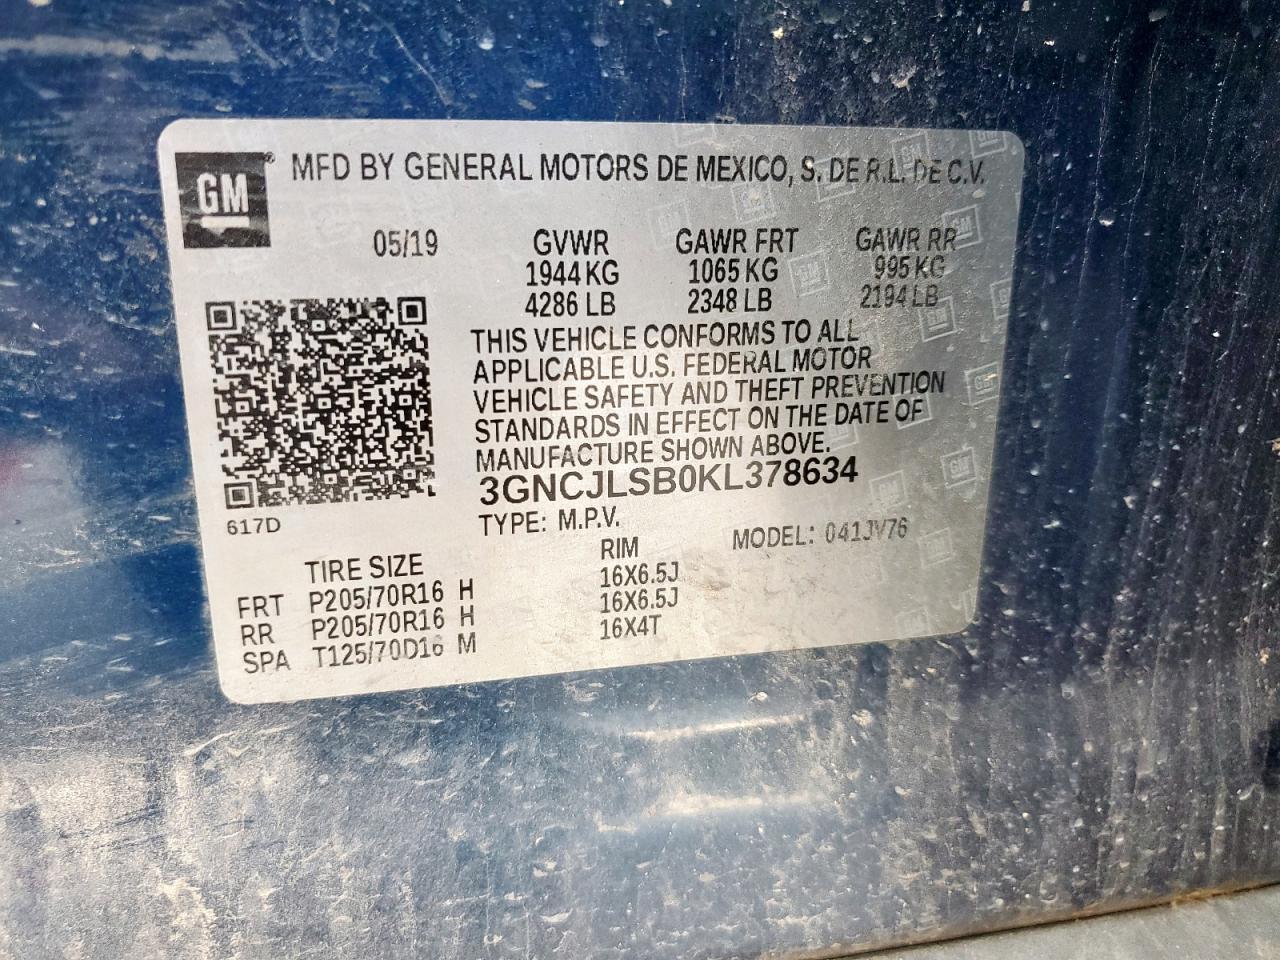 GM
MFD BY GENERAL MOTORS DE MEXICO, S. DE R.L. DE C.V.
05/19 GVWR GAWR FRT GAWR RR
1944 KG 1065 KG 995 KG
4286 LB 2348 LB 2194 LB
THIS VEHICLE CONFORMS TO ALL
APPLICABLE U.S. FEDERAL MOTOR
VEHICLE SAFETY AND THEFT PREVENTION
STANDARDS IN EFFECT ON THE DATE OF
MANUFACTURE SHOWN ABOVE.
3GNCJLSB0KL378634
617D
TYPE: M.P.V. MODEL: 041JV76
TIRE SIZE RIM
FRT P205/70R16 H 16X6.5J
RR P205/70R16 H 16X6.5J
SPA T125/70D16 M 16X4T